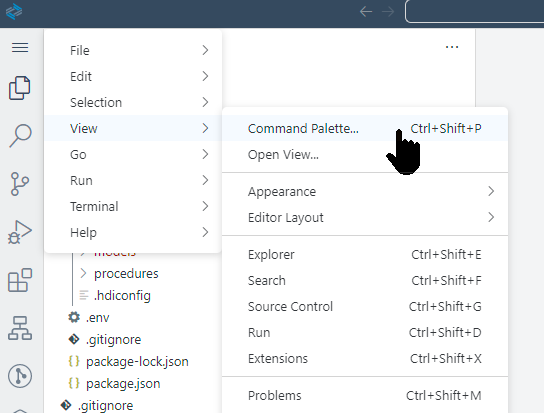 File
Edit
Selection
View
Go
Run
Terminal
Help
Command Palette... Ctrl+Shift+P
Open View...
Appearance
Editor Layout
Explorer Ctrl+Shift+E
Search Ctrl+Shift+F
Source Control Ctrl+Shift+G
Run Ctrl+Shift+D
Extensions Ctrl+Shift+X
Problems Ctrl+Shift+M
models
procedures
.hdiconfig
.env
.gitignore
{} package-lock.json
{} package.json
.gitignore